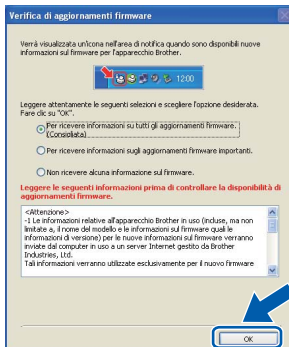 Verifica di aggiornamenti firmware
Verrà visualizzata un'icona nell'area di notifica quando sono disponibili nuove
informazioni sul firmware per l'apparecchio Brother.
12:00
Leggere attentamente le seguenti selezioni e scegliere l'opzione desiderata.
Fare clic su "OK".
Per ricevere informazioni su tutti gli aggiornamenti firmware.
(Consigliata)
Per ricevere informazioni sugli aggiornamenti firmware importanti.
Non ricevere alcuna informazione sul firmware.
Leggere le seguenti informazioni prima di controllare la disponibilità di
aggiornamenti firmware.
<Attenzione>
-1 Le informazioni relative all'apparecchio Brother in uso (incluse, ma non
limitate a, il nome del modello e le informazioni sul firmware quali le
informazioni di versione) per le nuove informazioni sul firmware verranno
inviate dal computer in uso a un server Internet gestito da Brother
Industries, Ltd.
Tali informazioni verranno utilizzate esclusivamente per il nuovo firmware
OK